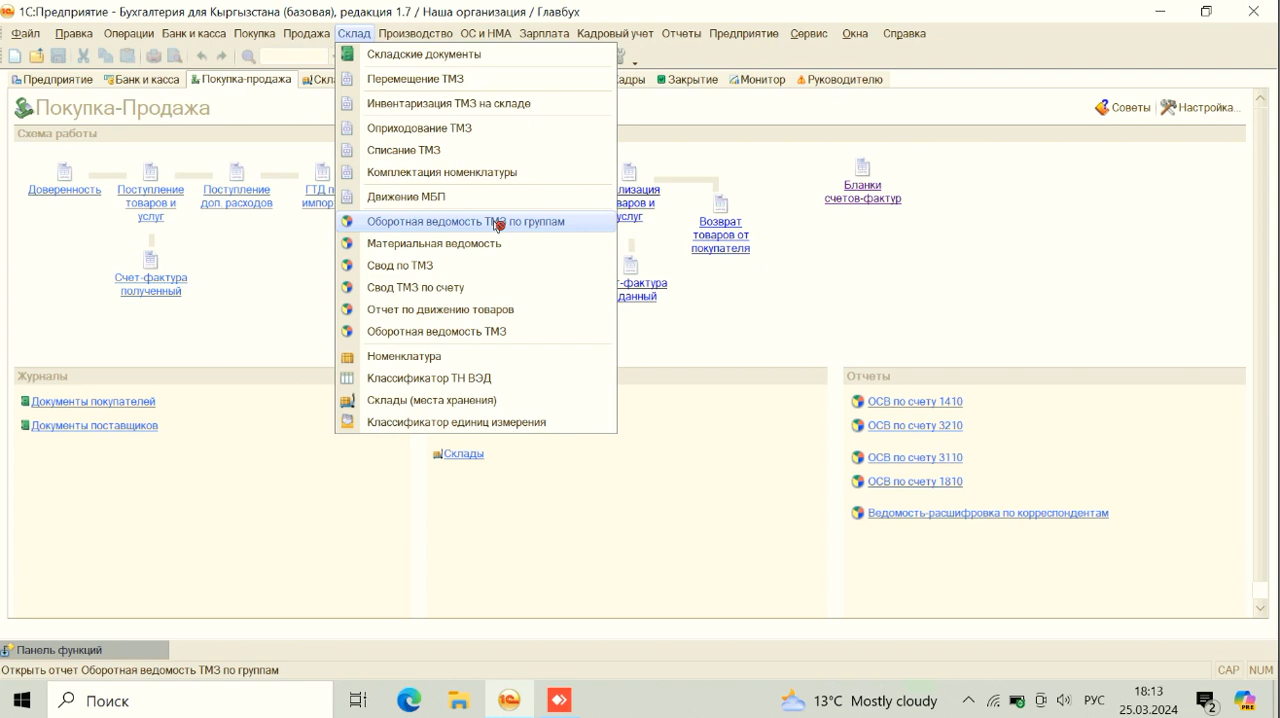 1С:Предприятие - Бухгалтерия для Кыргызстана (базовая), редакция 1.7 / Наша организация / Главбух
Файл Правка Операции Банк и касса Покупка Продажа Склад Производство ОС и НМА Зарплата Кадровый учет Отчеты Предприятие Сервис Окна Справка
Предприятие Банк и касса Покупка-продажа Закрытие Монитор Руководителю
Покупка-Продажа
Советы Настройка...
Схема работы
Доверенность
Поступление товаров и услуг
Поступление доп. расходов
ГТД
Счет-фактура полученный
Складские документы
Перемещение ТМЗ
Инвентаризация ТМЗ на складе
Оприходование ТМЗ
Списание ТМЗ
Комплектация номенклатуры
Движение МБП
Оборотная ведомость ТМЗ по группам
Материальная ведомость
Свод по ТМЗ
Свод ТМЗ по счету
Отчет по движению товаров
Оборотная ведомость ТМЗ
Номенклатура
Классификатор ТН ВЭД
Склады (места хранения)
Классификатор единиц измерения
Возврат товаров от покупателя
Бланки счетов-фактур
Журналы
Документы покупателей
Документы поставщиков
Склады
Отчеты
ОСВ по счету 1410
ОСВ по счету 3210
ОСВ по счету 3110
ОСВ по счету 1810
Ведомость-расшифровка по корреспондентам
Панель функций
Открыть отчет Оборотная ведомость ТМЗ по группам
CAP NUM
Поиск
13°C Mostly cloudy
РУС
18:13
25.03.2024
2
PRE